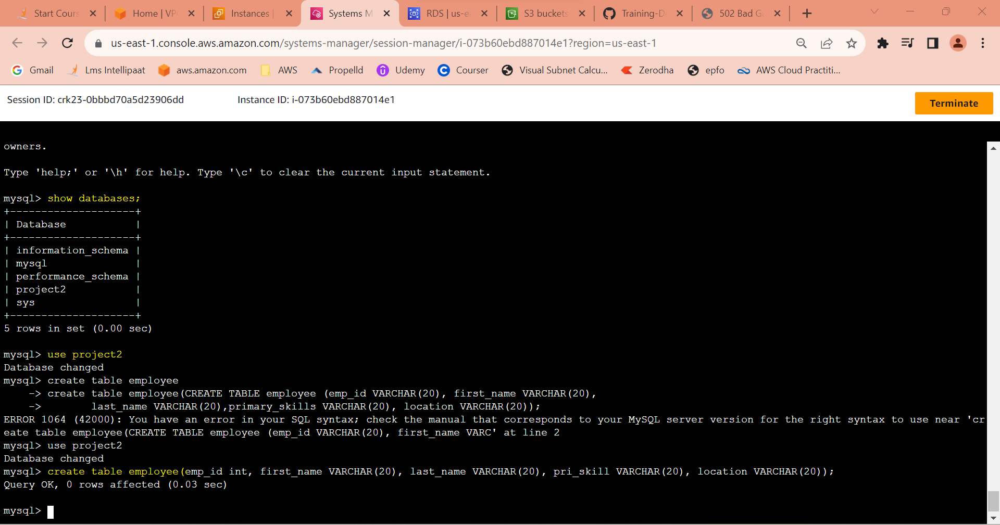 Start Cours
Home | VP
Instances |
Systems M
RDS | us-ea
S3 buckets
Training-D
502 Bad Ga
us-east-1.console.aws.amazon.com/systems-manager/session-manager/i-073b60ebd887014e1?region=us-east-1
Gmail
Lms Intellipaat
aws.amazon.com
AWS
Propelld
Udemy
Courser
Visual Subnet Calcu...
Zerodha
epfo
AWS Cloud Practiti...
Session ID: crk23-0bbbd70a5d23906dd
Instance ID: i-073b60ebd887014e1
Terminate
owners.
Type 'help;' or '\h' for help. Type '\c' to clear the current input statement.
mysql> show databases;
+--------------------+
| Database           |
+--------------------+
| information_schema |
| mysql              |
| performance_schema |
| project2           |
| sys                |
+--------------------+
5 rows in set (0.00 sec)
mysql> use project2
Database changed
mysql> create table employee
    -> create table employee(CREATE TABLE employee (emp_id VARCHAR(20), first_name VARCHAR(20),
    ->        last_name VARCHAR(20),primary_skills VARCHAR(20), location VARCHAR(20));
ERROR 1064 (42000): You have an error in your SQL syntax; check the manual that corresponds to your MySQL server version for the right syntax to use near 'cr
eate table employee(CREATE TABLE employee (emp_id VARCHAR(20), first_name VARC' at line 2
mysql> use project2
Database changed
mysql> create table employee(emp_id int, first_name VARCHAR(20), last_name VARCHAR(20), pri_skill VARCHAR(20), location VARCHAR(20));
Query OK, 0 rows affected (0.03 sec)
mysql>